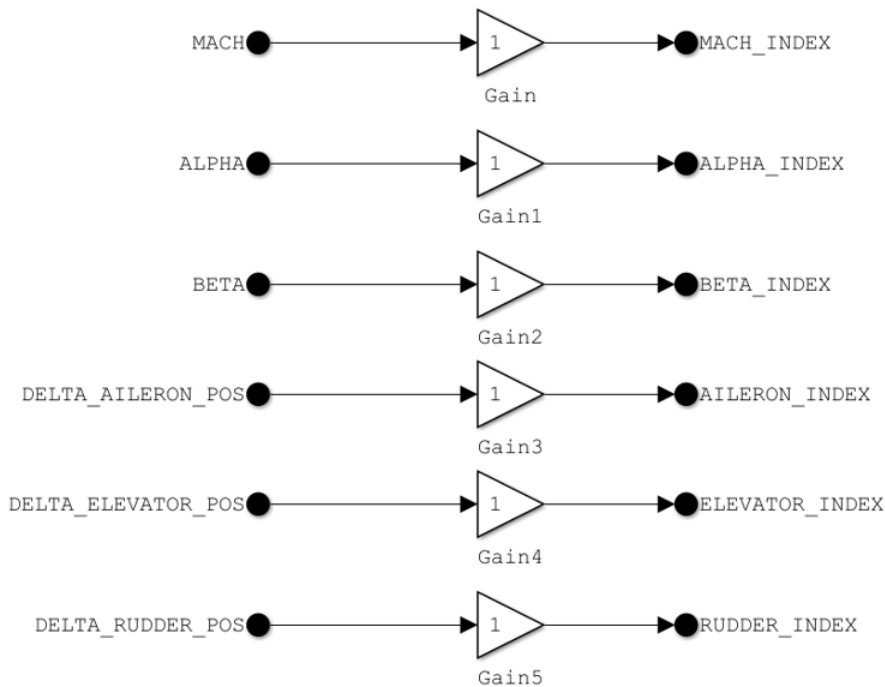 MACH 1 MACH_INDEX
Gain
ALPHA 1 ALPHA_INDEX
Gain1
BETA 1 BETA_INDEX
Gain2
DELTA_AILERON_POS 1 AILERON_INDEX
Gain3
DELTA_ELEVATOR_POS 1 ELEVATOR_INDEX
Gain4
DELTA_RUDDER_POS 1 RUDDER_INDEX
Gain5